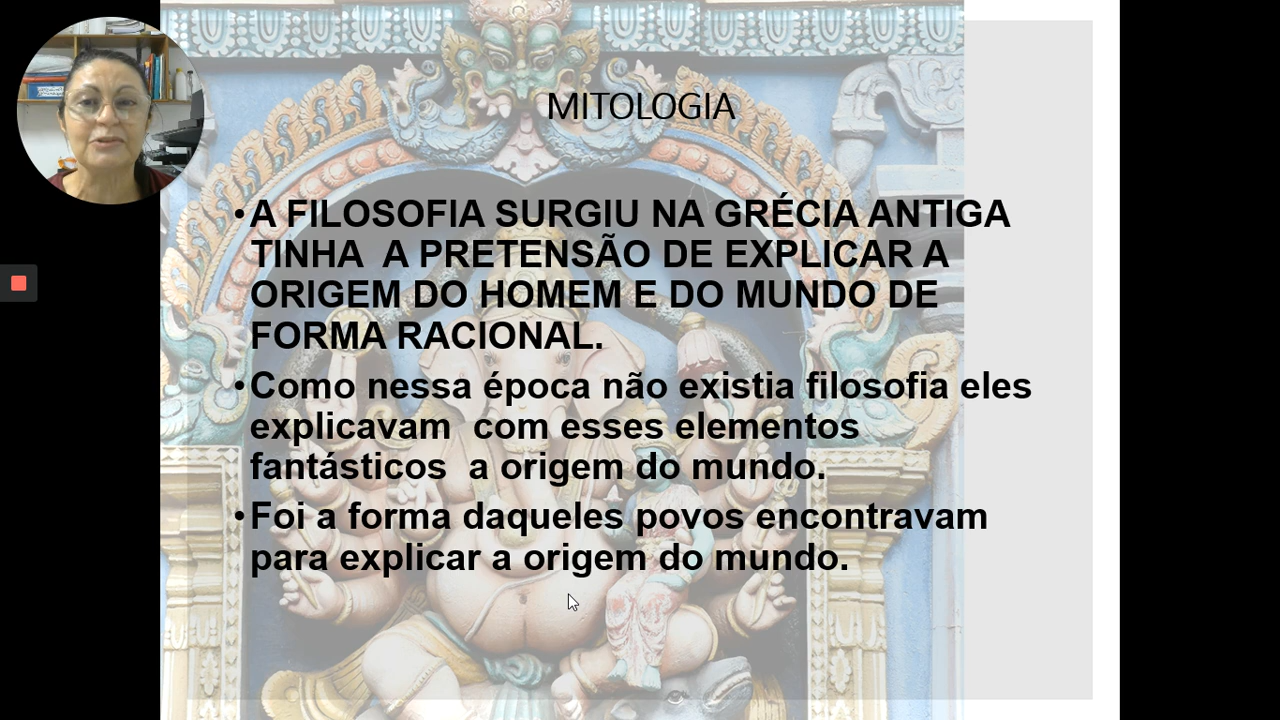 MITOLOGIA
•A FILOSOFIA SURGIU NA GRÉCIA ANTIGA
TINHA  A PRETENSÃO DE EXPLICAR A
ORIGEM DO HOMEM E DO MUNDO DE
FORMA RACIONAL.
•Como nessa época não existia filosofia eles
explicavam  com esses elementos
fantásticos  a origem do mundo.
•Foi a forma daqueles povos encontravam
para explicar a origem do mundo.